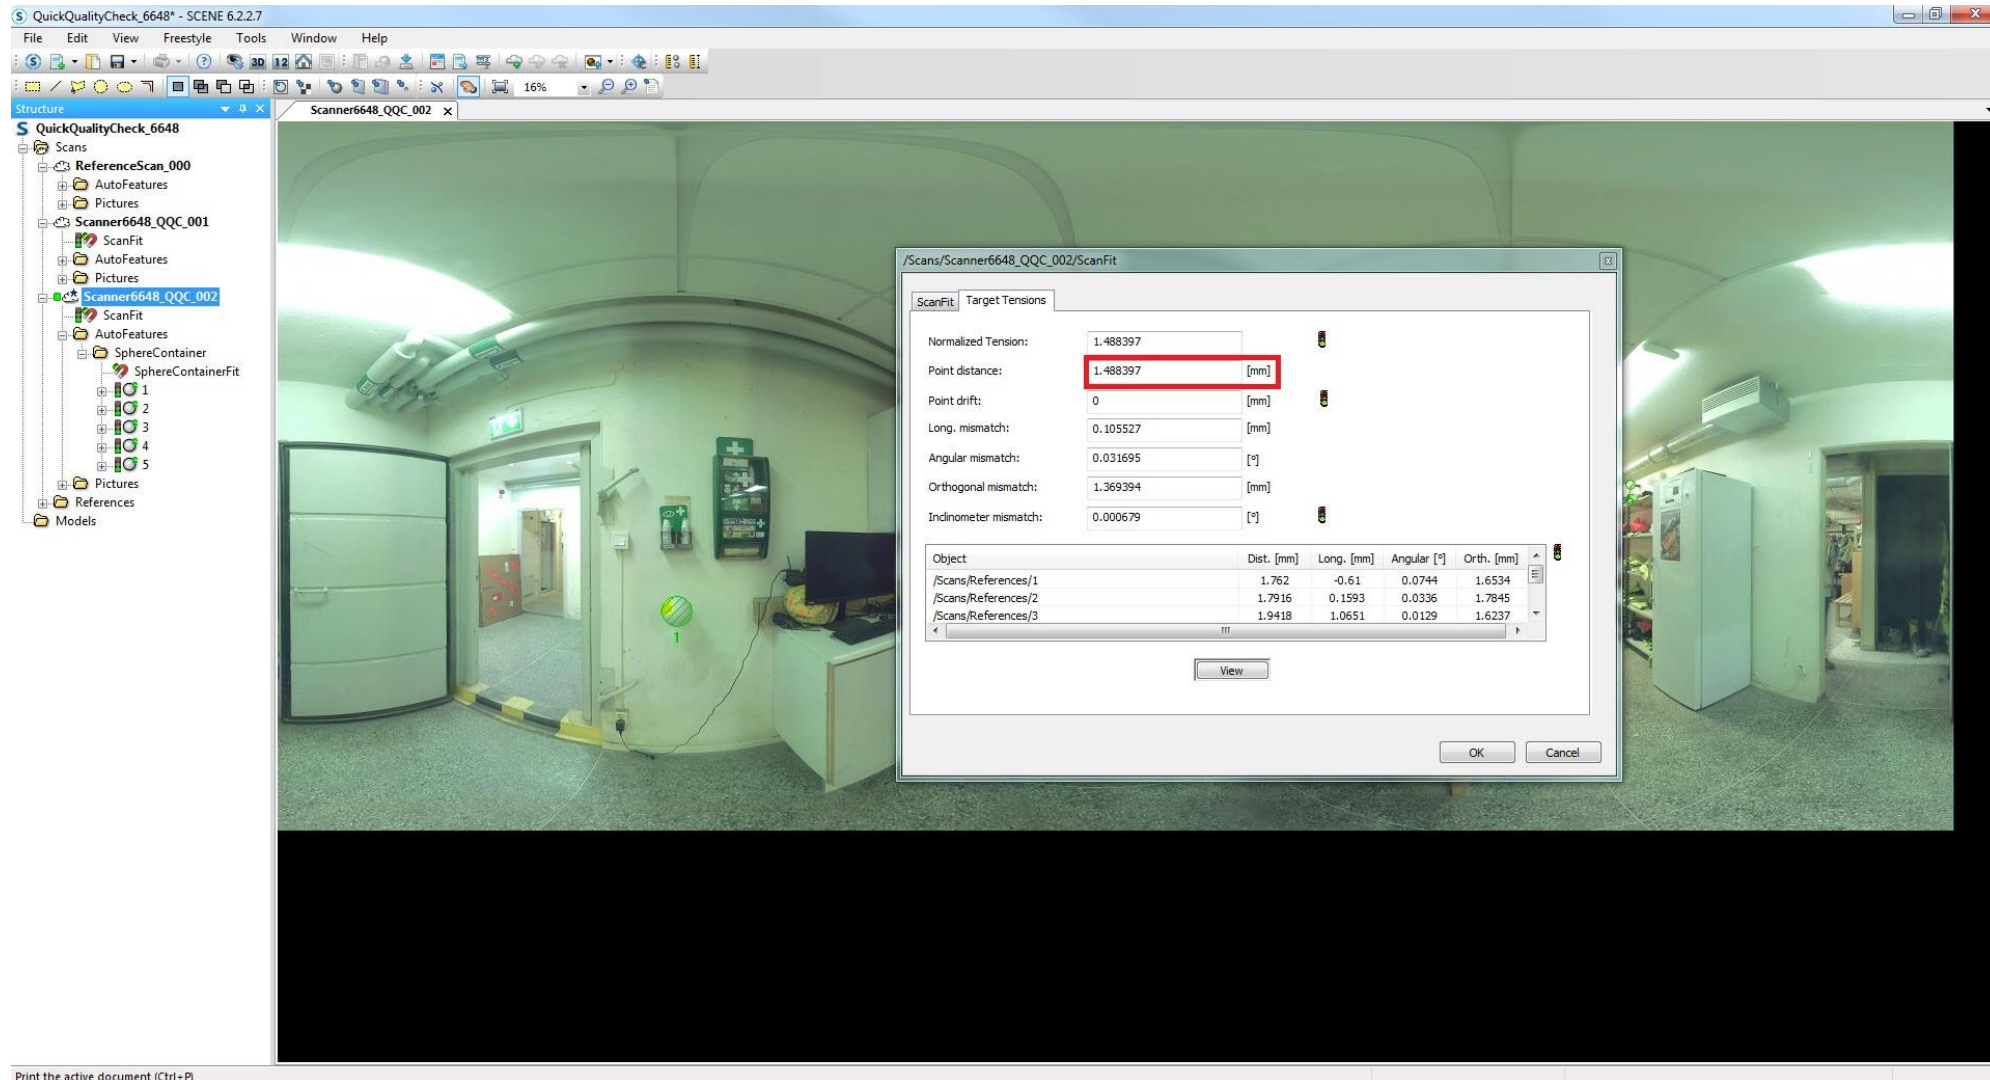 QuickQualityCheck_6648* - SCENE 6.2.2.7
File Edit View Freestyle Tools Window Help
3D 12
16%
Structure
Scanner6648_QQC_002
QuickQualityCheck_6648
Scans
ReferenceScan_000
AutoFeatures
Pictures
Scanner6648_QQC_001
ScanFit
AutoFeatures
Pictures
Scanner6648_QQC_002
ScanFit
AutoFeatures
SphereContainer
SphereContainerFit
1
2
3
4
5
Pictures
References
Models
1
/Scans/Scanner6648_QQC_002/ScanFit
ScanFit Target Tensions
Normalized Tension: 1.488397
Point distance: 1.488397 [mm]
Point drift: 0 [mm]
Long. mismatch: 0.105527 [mm]
Angular mismatch: 0.031695 [°]
Orthogonal mismatch: 1.369394 [mm]
Inclinometer mismatch: 0.000679 [°]
Object Dist. [mm] Long. [mm] Angular [°] Orth. [mm]
/Scans/References/1 1.762 -0.61 0.0744 1.6534
/Scans/References/2 1.7916 0.1593 0.0336 1.7845
/Scans/References/3 1.9418 1.0651 0.0129 1.6237
View
OK Cancel
Print the active document (Ctrl+P)